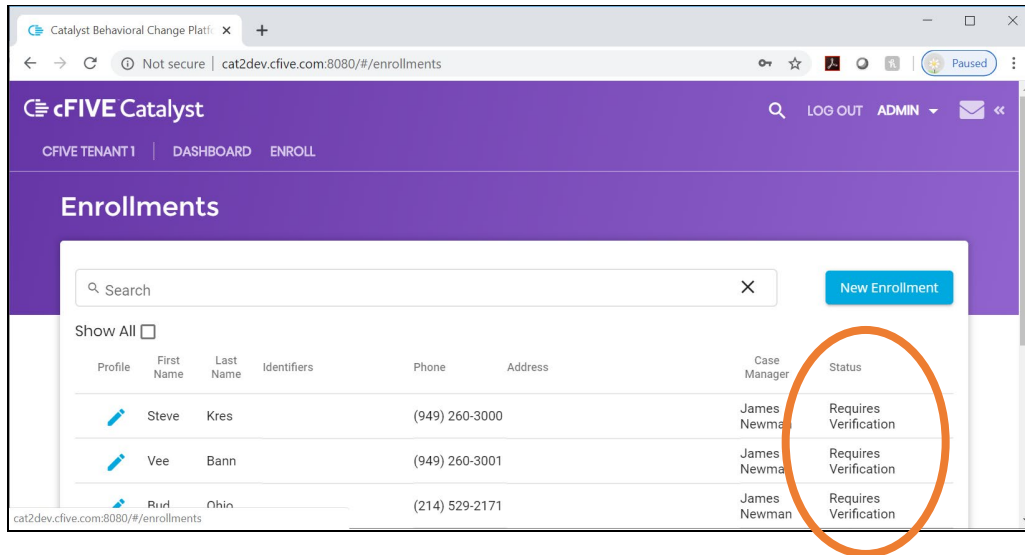 Catalyst Behavioral Change Platfo
Not secure | cat2dev.cfive.com:8080/#/enrollments
Paused
cFIVE Catalyst
LOG OUT ADMIN
CFIVE TENANT 1 | DASHBOARD ENROLL
Enrollments
Search
New Enrollment
Show All
Profile First Name Last Name Identifiers Phone Address Case Manager Status
Steve Kres (949) 260-3000 James Newman Requires Verification
Vee Bann (949) 260-3001 James Newman Requires Verification
Bud Ohio (214) 529-2171 James Newman Requires Verification
cat2dev.cfive.com:8080/#/enrollments